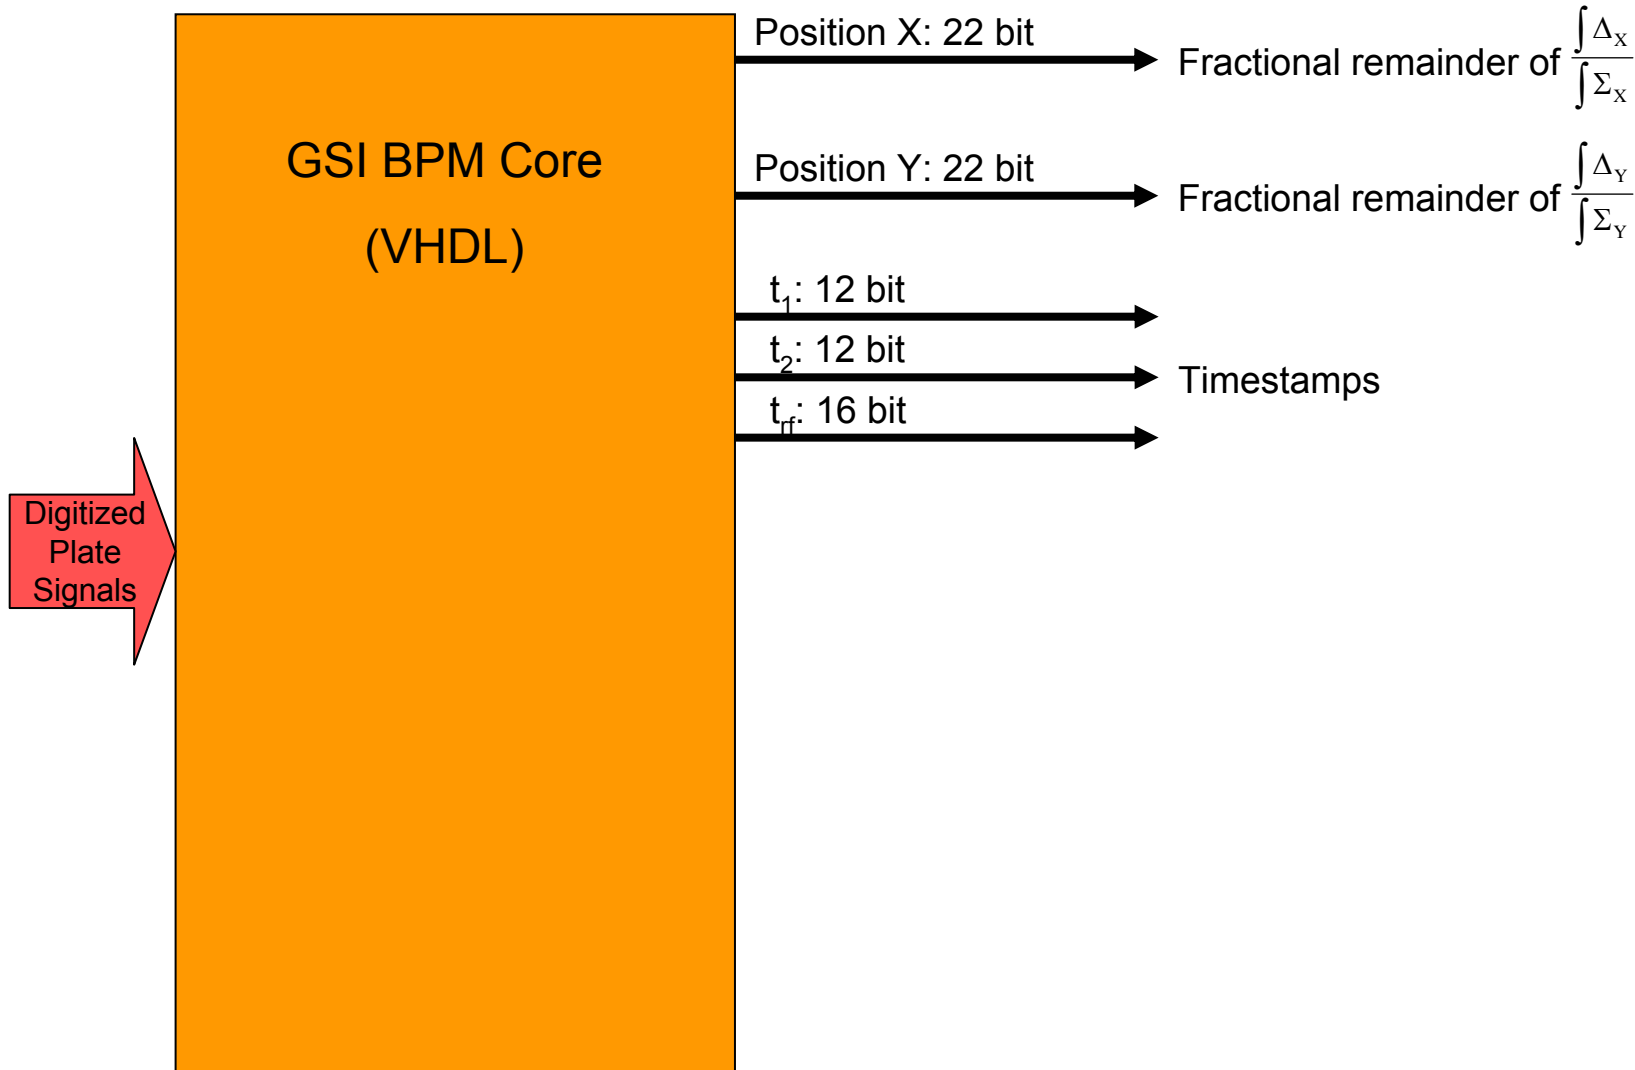 Position X: 22 bit
Fractional remainder of ∫Δ_X / ∫Σ_X
GSI BPM Core
(VHDL)
Position Y: 22 bit
Fractional remainder of ∫Δ_Y / ∫Σ_Y
t_1: 12 bit
t_2: 12 bit
Timestamps
t_rf: 16 bit
Digitized
Plate
Signals